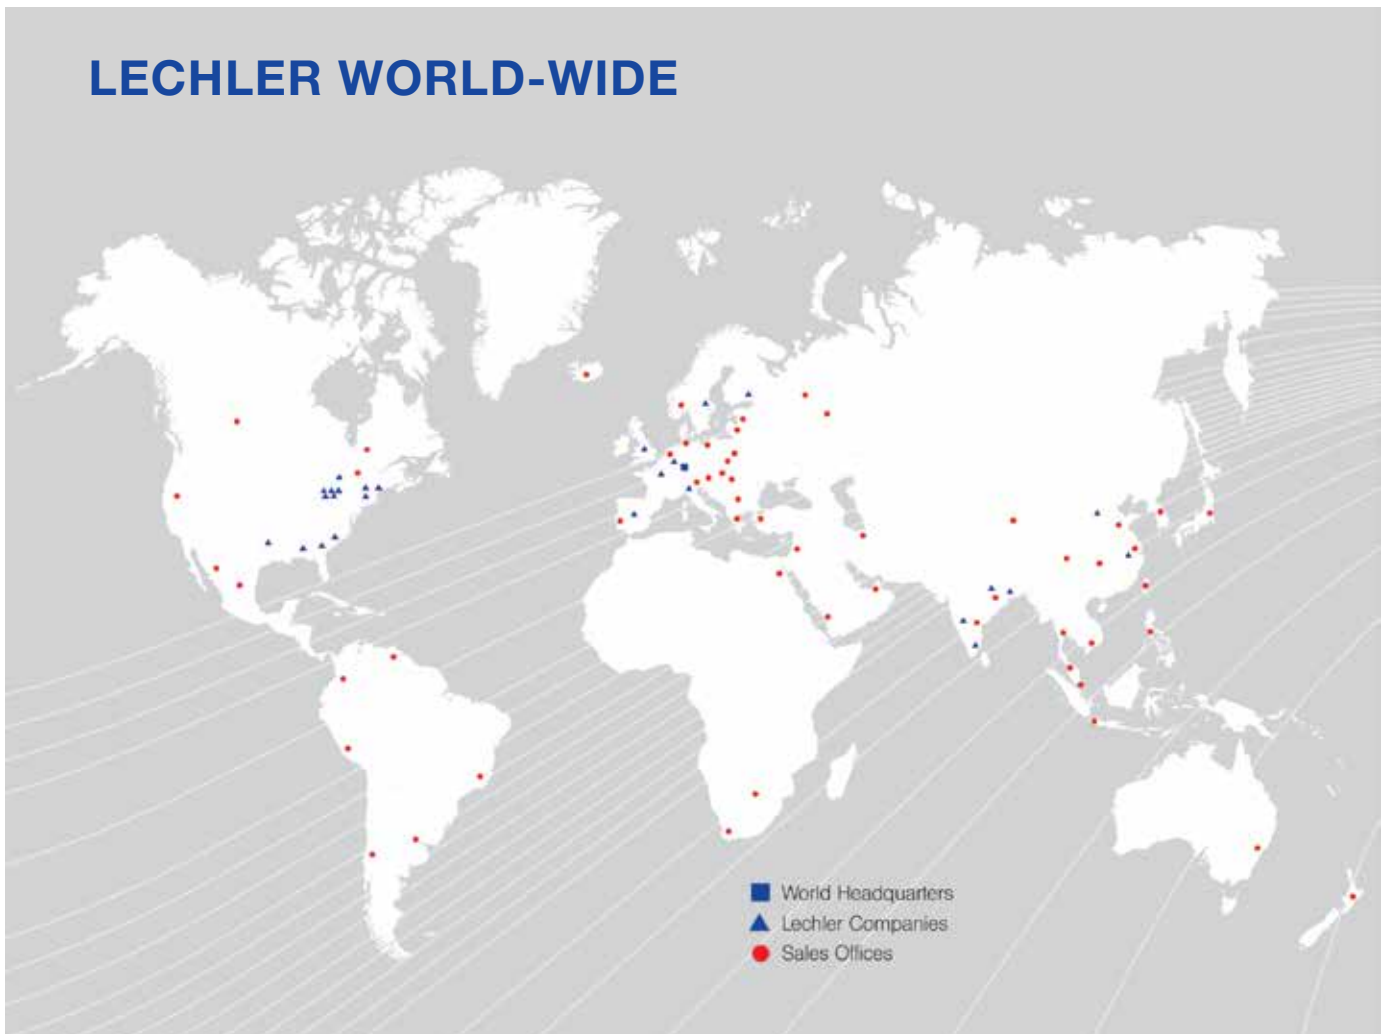 LECHLER WORLD-WIDE
World Headquarters
Lechler Companies
Sales Offices